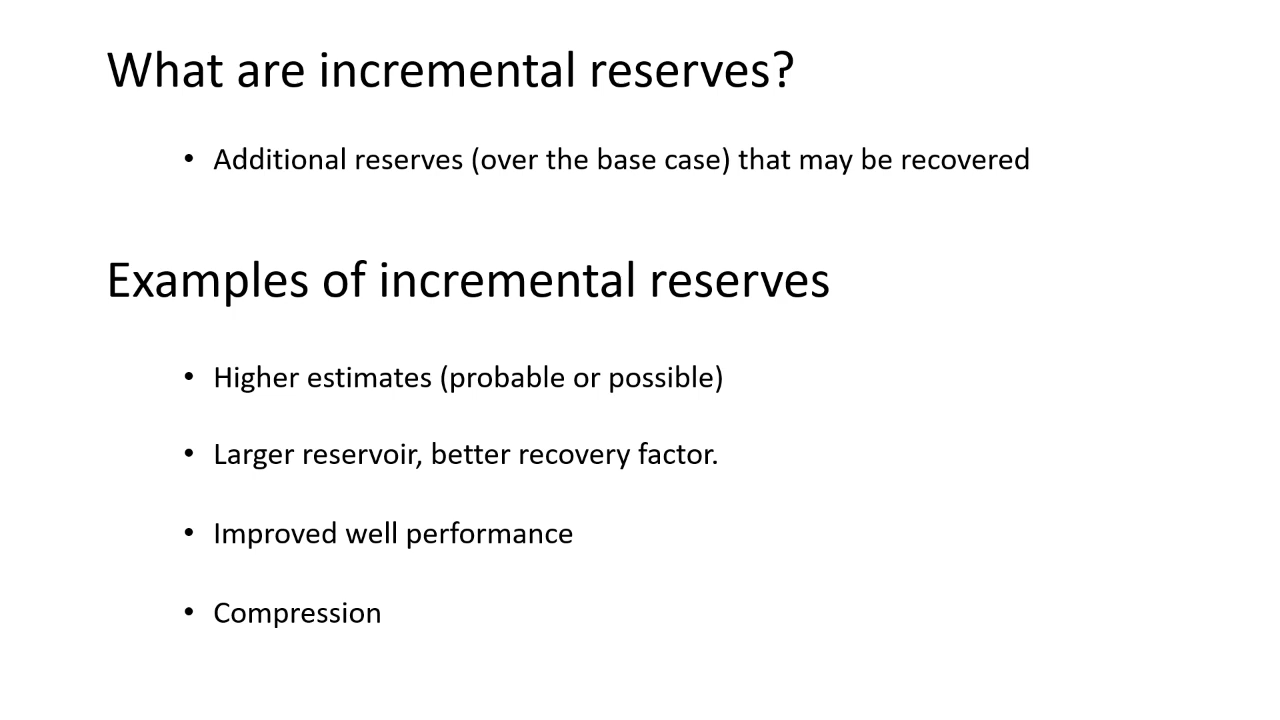 What are incremental reserves?
• Additional reserves (over the base case) that may be recovered
Examples of incremental reserves
• Higher estimates (probable or possible)
• Larger reservoir, better recovery factor.
• Improved well performance
• Compression